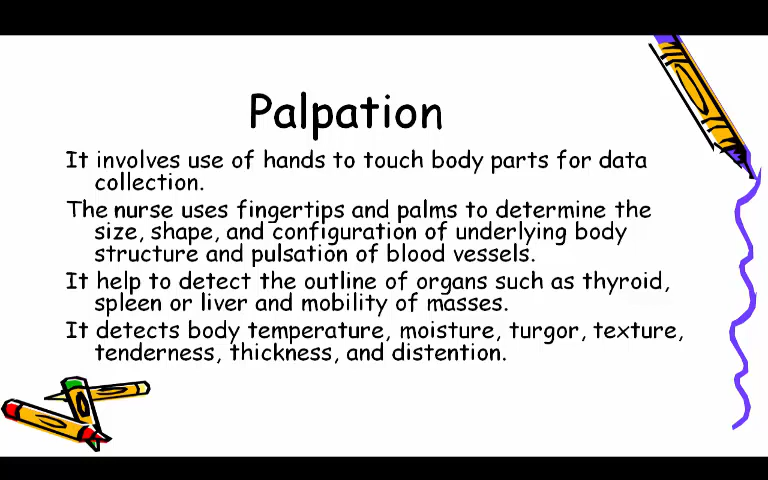 Palpation
It involves use of hands to touch body parts for data
collection.
The nurse uses fingertips and palms to determine the
size, shape, and configuration of underlying body
structure and pulsation of blood vessels.
It help to detect the outline of organs such as thyroid,
spleen or liver and mobility of masses.
It detects body temperature, moisture, turgor, texture,
tenderness, thickness, and distention.